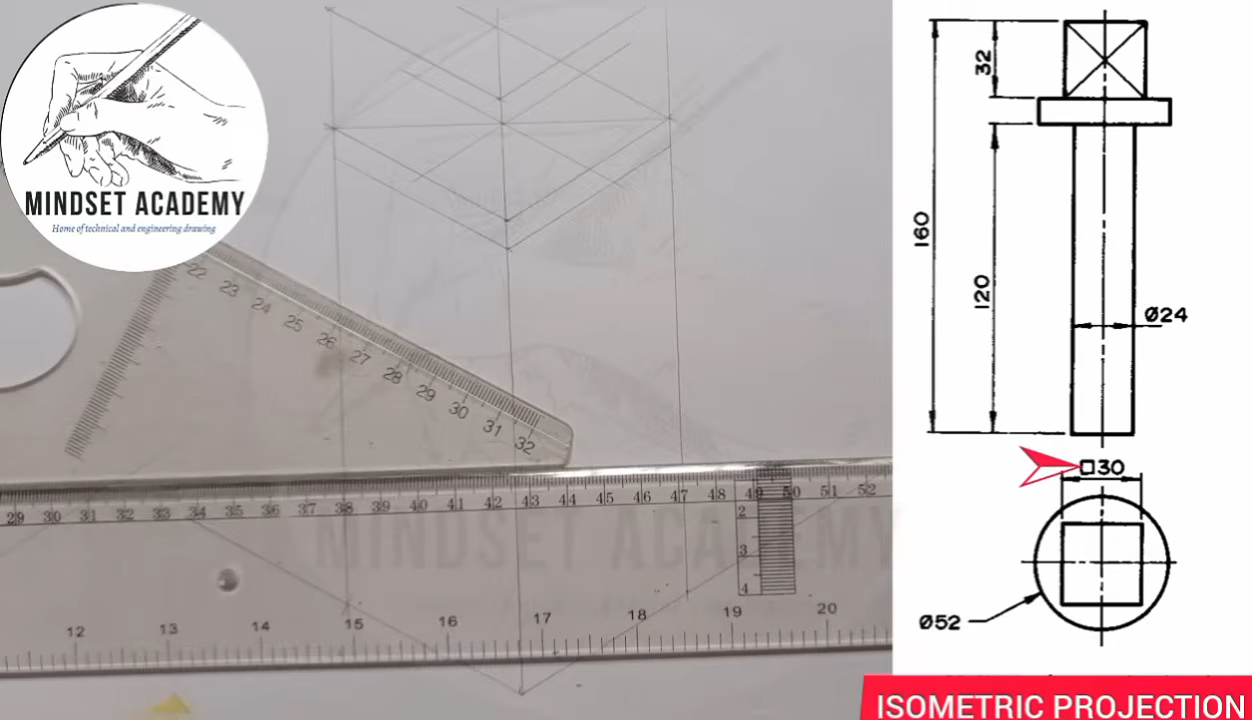 MINDSET ACADEMY
Home of technical and engineering drawing
22 23 24 25 26 27 28 29 30 31 32
29 30 31 32 33 34 35 36 37 38 39 40 41 42 43 44 45 46 47 48 49 50 51 52
2
3
4
MINDSET ACADEMY
12 13 14 15 16 17 18 19 20
32
160
120
Ø24
□30
Ø52
ISOMETRIC PROJECTION